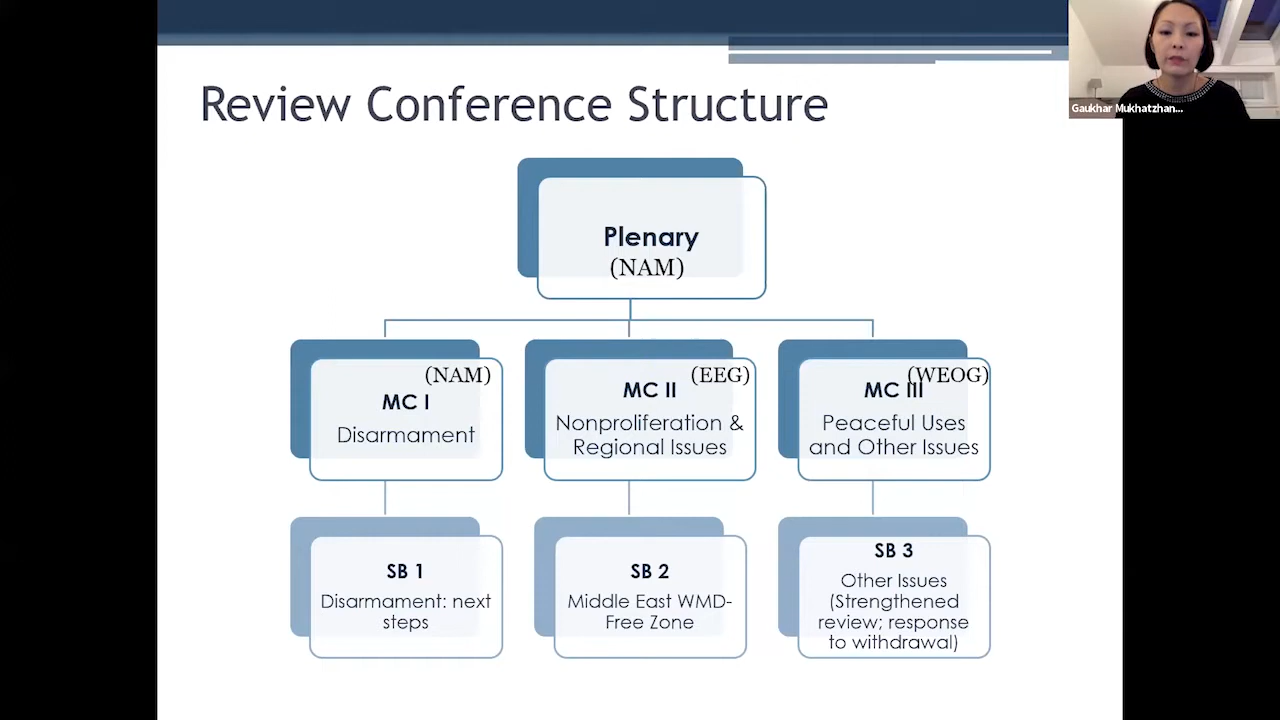 Gaukhar Mukhatzhan...
Review Conference Structure
Plenary
(NAM)
(NAM)
MC I
Disarmament
(EEG)
MC II
Nonproliferation &
Regional Issues
(WEOG)
MC III
Peaceful Uses
and Other Issues
SB 1
Disarmament: next
steps
SB 2
Middle East WMD-
Free Zone
SB 3
Other Issues
(Strengthened
review; response
to withdrawal)